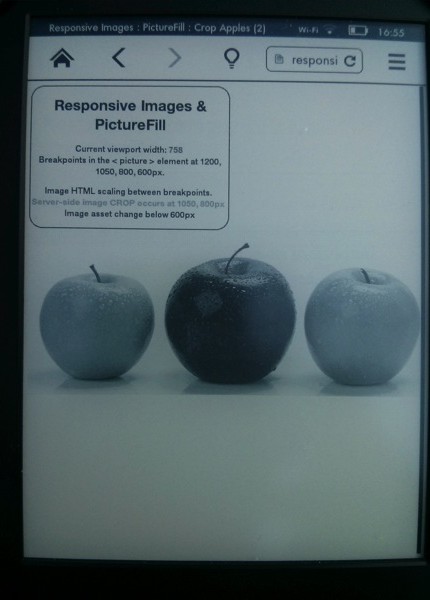 Responsive Images : PictureFill : Crop Apples (2) Wi-Fi 16:55
responsi
Responsive Images &
PictureFill
Current viewport width: 758
Breakpoints in the < picture > element at 1200,
1050, 800, 600px.
Image HTML scaling between breakpoints.
Server-side image CROP occurs at 1050, 800px
Image asset change below 600px